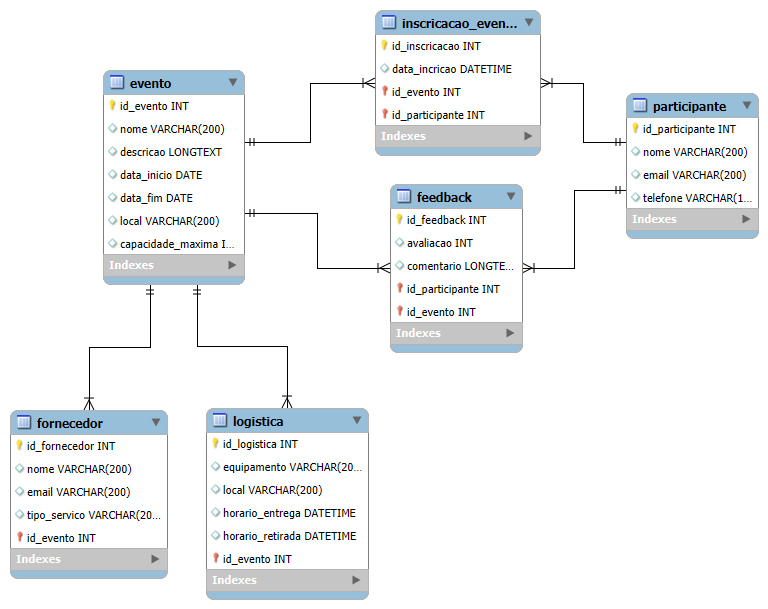 inscricacao_even...
id_inscricacao INT
data_incricao DATETIME
id_evento INT
id_participante INT
Indexes
evento
id_evento INT
nome VARCHAR(200)
descricao LONGTEXT
data_inicio DATE
data_fim DATE
local VARCHAR(200)
capacidade_maxima I...
Indexes
participante
id_participante INT
nome VARCHAR(200)
email VARCHAR(200)
telefone VARCHAR(1...
Indexes
feedback
id_feedback INT
avaliacao INT
comentario LONGTE...
id_participante INT
id_evento INT
Indexes
fornecedor
id_fornecedor INT
nome VARCHAR(200)
email VARCHAR(200)
tipo_servico VARCHAR(20...
id_evento INT
Indexes
logistica
id_logistica INT
equipamento VARCHAR(20...
local VARCHAR(200)
horario_entrega DATETIME
horario_retirada DATETIME
id_evento INT
Indexes